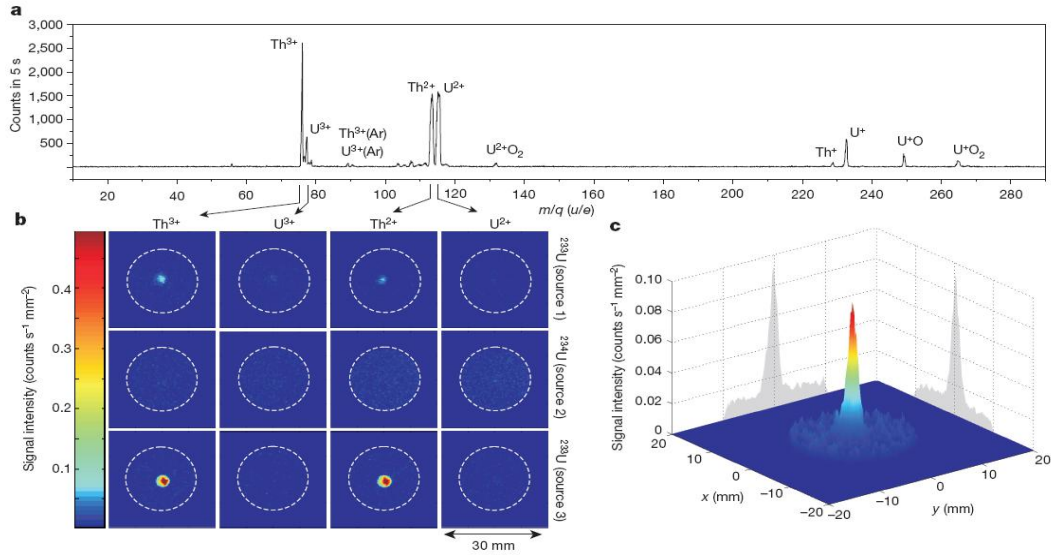 a
3,000
2,500
2,000
1,500
1,000
500
Counts in 5 s
Th³⁺
U³⁺
Th³⁺(Ar)
U³⁺(Ar)
Th²⁺
U²⁺
U²⁺O₂
Th⁺
U⁺
U⁺O
U⁺O₂
20 40 60 80 100 120 140 160 180 200 220 240 260 280
m/q (u/e)
b
Th³⁺ U³⁺ Th²⁺ U²⁺
0.4
0.3
0.2
0.1
Signal intensity (counts s⁻¹ mm⁻²)
²³³U (source 1)
²³⁴U (source 2)
²³³U (source 3)
30 mm
c
0.10
0.08
0.06
0.04
0.02
0
Signal intensity (counts s⁻¹ mm⁻²)
20
10
0
−10
−20
x (mm)
−20
−10
0
10
20
y (mm)